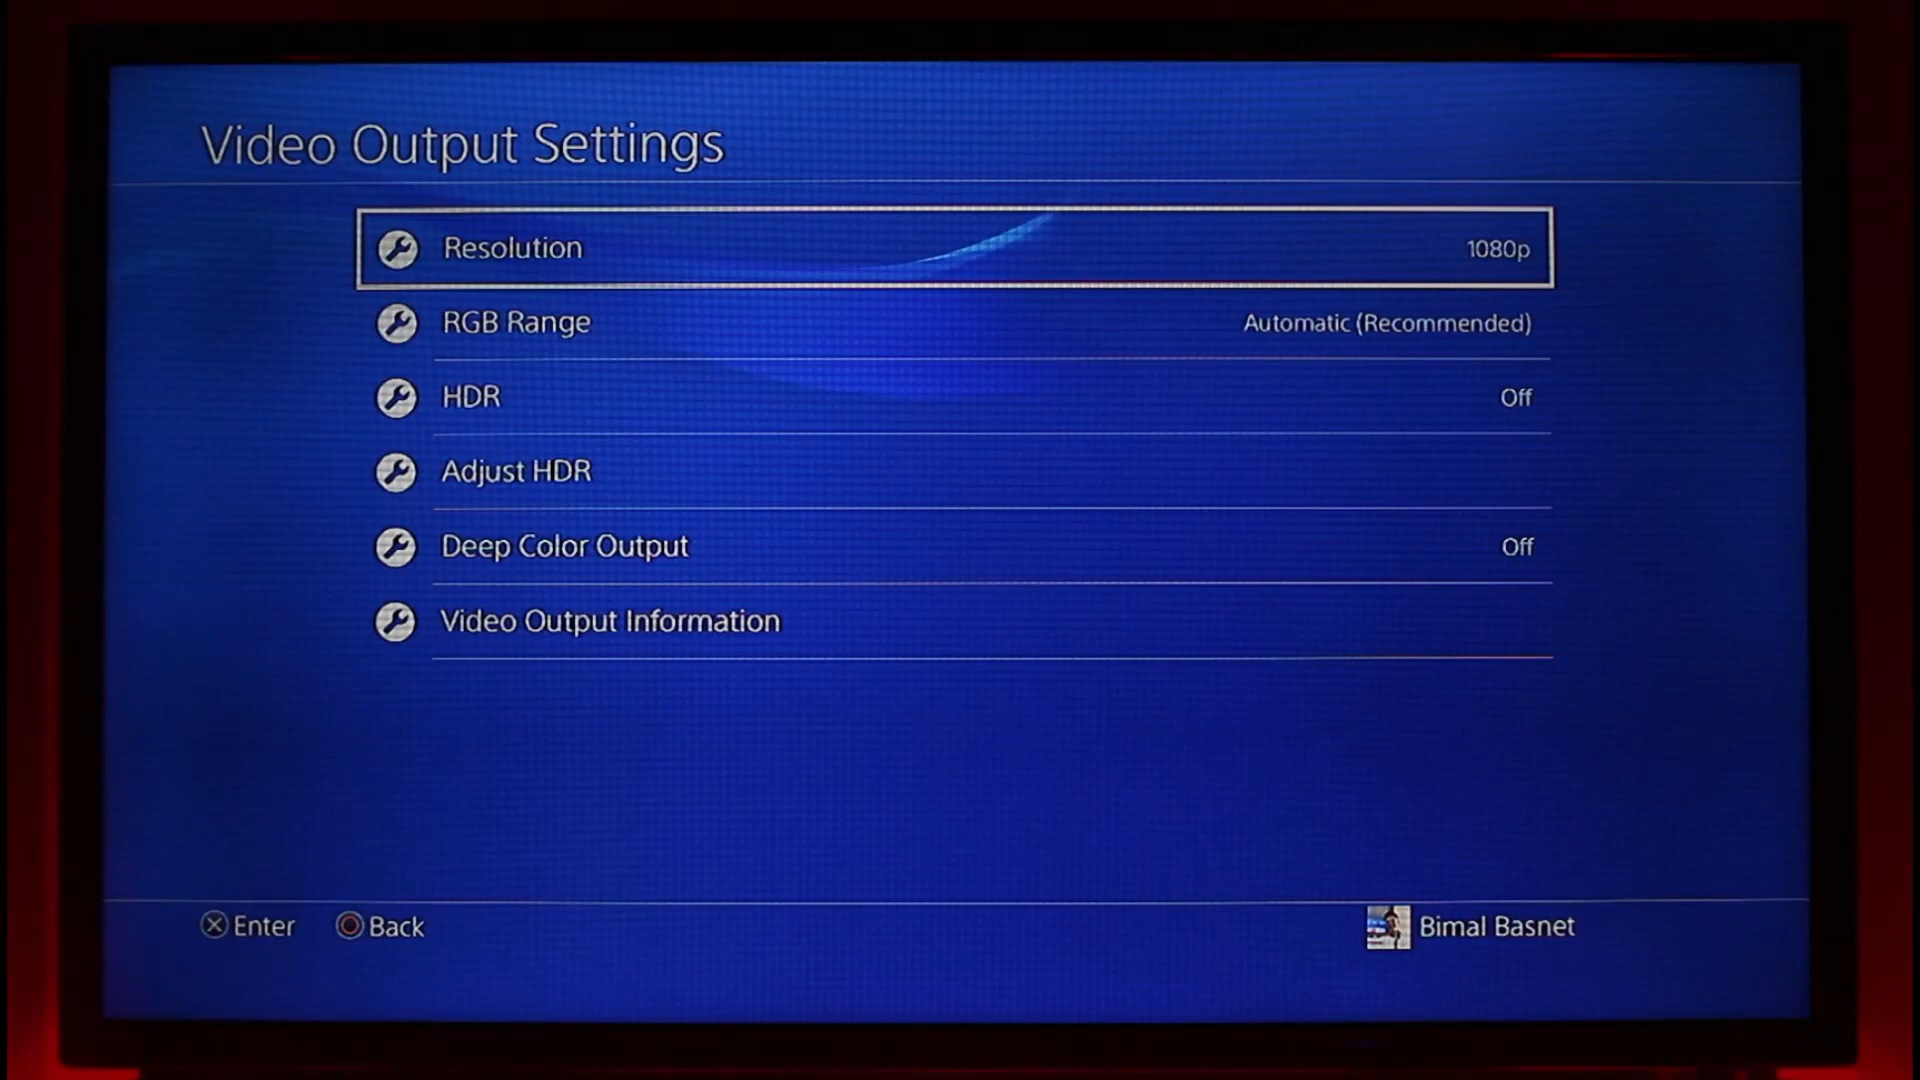 Video Output Settings
Resolution 1080p
RGB Range Automatic (Recommended)
HDR Off
Adjust HDR
Deep Color Output Off
Video Output Information
Enter Back Bimal Basnet